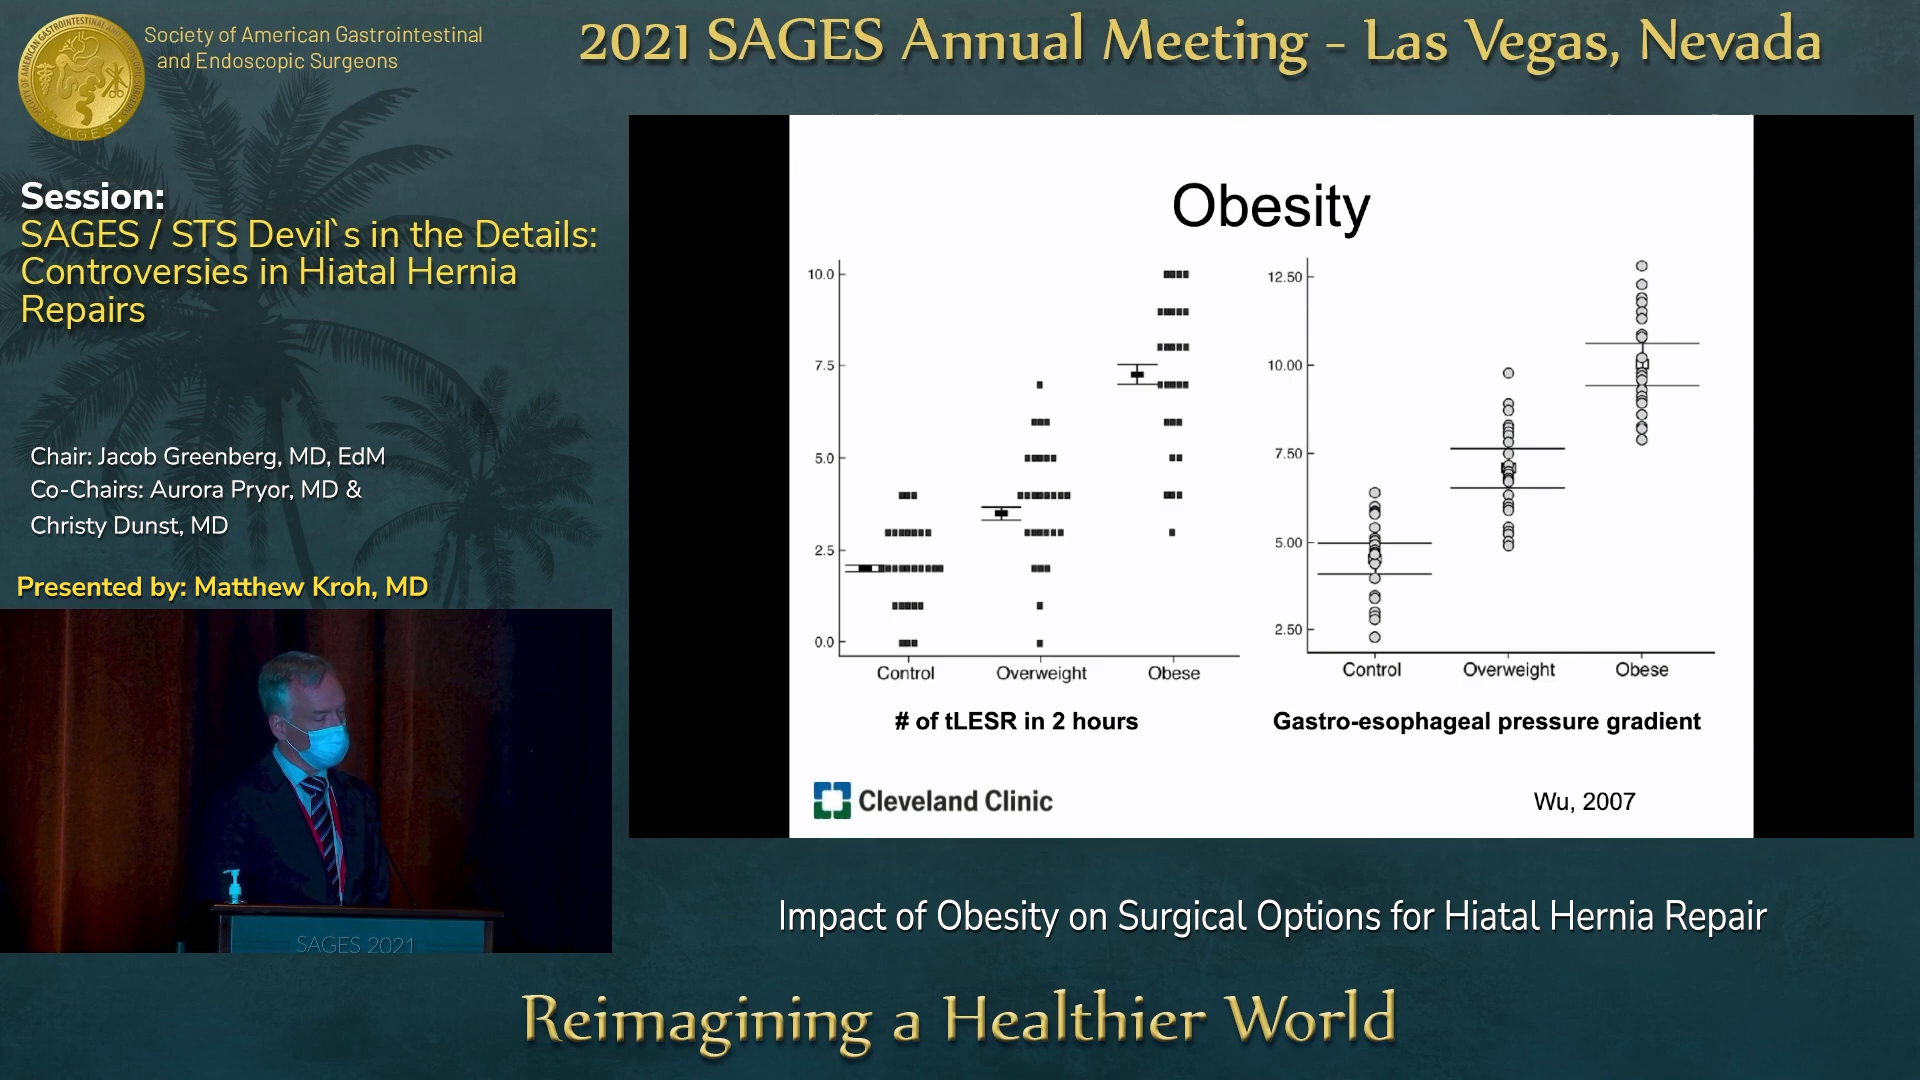 Society of American Gastrointestinal
and Endoscopic Surgeons
SAGES
2021 SAGES Annual Meeting - Las Vegas, Nevada
Session:
SAGES / STS Devil`s in the Details:
Controversies in Hiatal Hernia
Repairs
Chair: Jacob Greenberg, MD, EdM
Co-Chairs: Aurora Pryor, MD &
Christy Dunst, MD
Presented by: Matthew Kroh, MD
SAGES 2021
Obesity
10.0
7.5
5.0
2.5
0.0
Control Overweight Obese
# of tLESR in 2 hours
12.50
10.00
7.50
5.00
2.50
Control Overweight Obese
Gastro-esophageal pressure gradient
Cleveland Clinic
Wu, 2007
Impact of Obesity on Surgical Options for Hiatal Hernia Repair
Reimagining a Healthier World